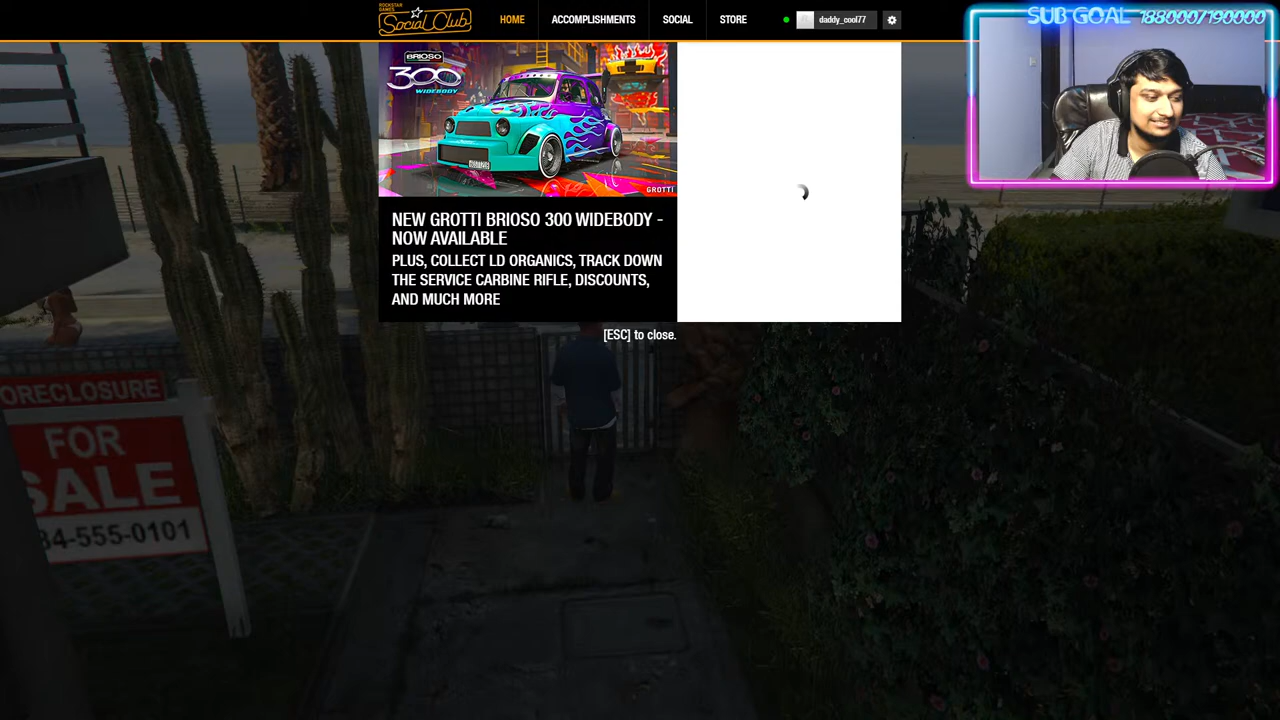 ROCKSTAR
GAMES
Social Club
HOME
ACCOMPLISHMENTS
SOCIAL
STORE
daddy_cool77
SUB GOAL 188000/190000
BRIOSO
300
WIDEBODY
GROTTI
NEW GROTTI BRIOSO 300 WIDEBODY -
NOW AVAILABLE
PLUS, COLLECT LD ORGANICS, TRACK DOWN
THE SERVICE CARBINE RIFLE, DISCOUNTS,
AND MUCH MORE
[ESC] to close.
ORECLOSURE
FOR
SALE
34-555-0101